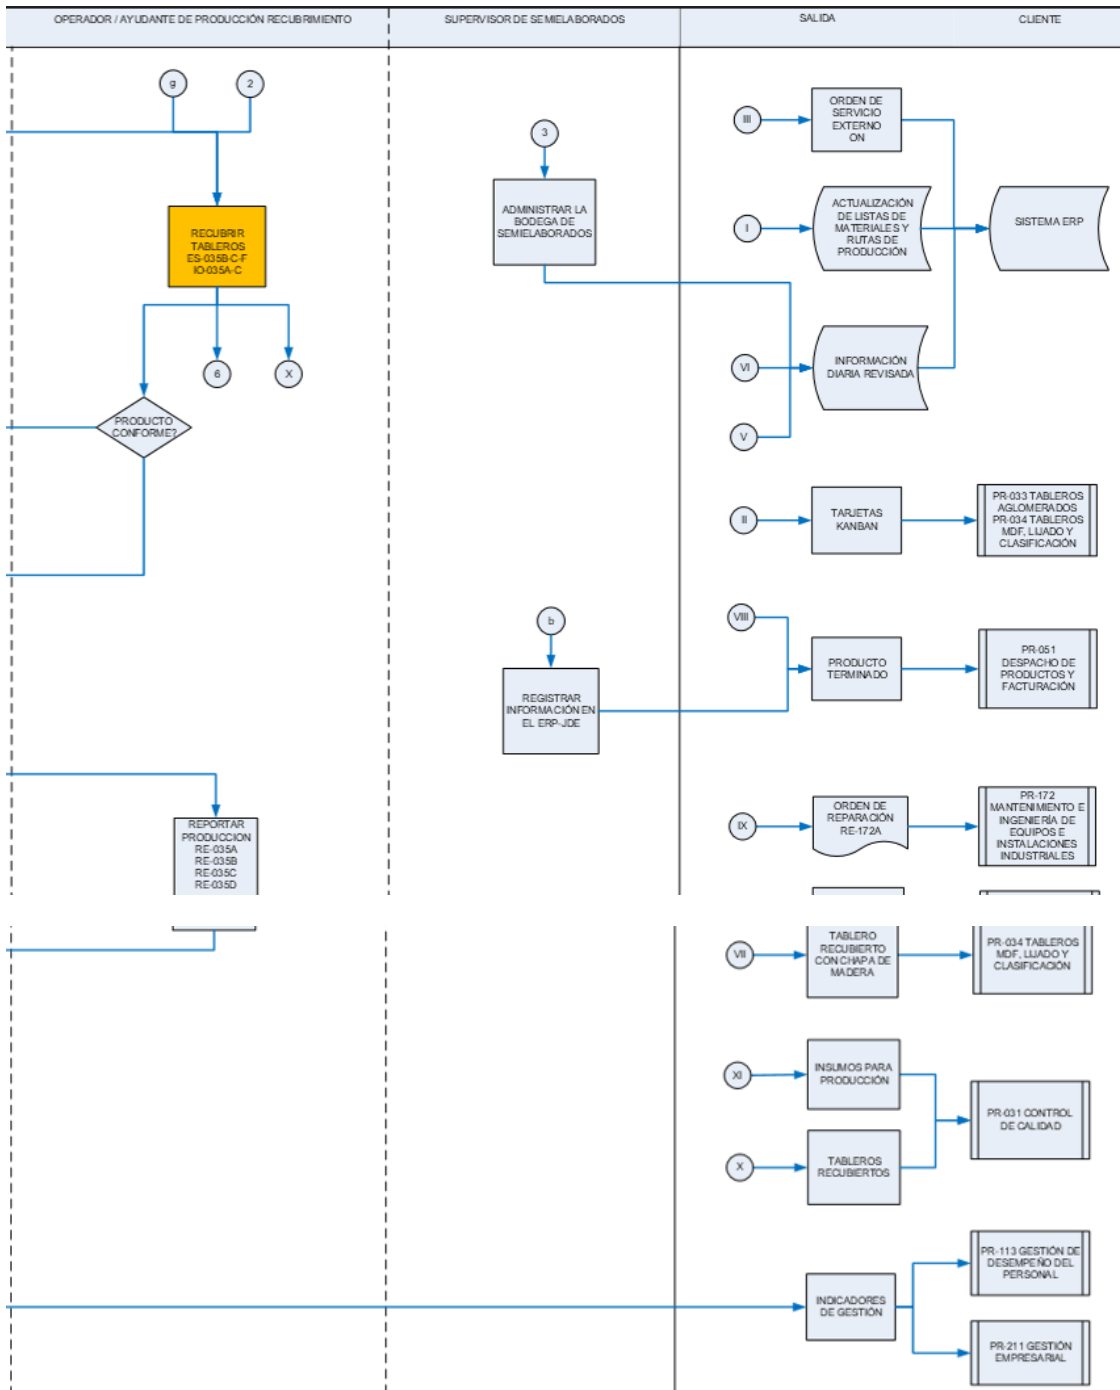 OPERADOR / AYUDANTE DE PRODUCCIÓN RECUBRIMIENTO
SUPERVISOR DE SEMIELABORADOS
SALIDA
CLIENTE
g
2
RECUBRIR
TABLEROS
ES-035B-C-F
IO-035A-C
6
X
PRODUCTO
CONFORME?
REPORTAR
PRODUCCION
RE-035A
RE-035B
RE-035C
RE-035D
3
ADMINISTRAR LA
BODEGA DE
SEMIELABORADOS
b
REGISTRAR
INFORMACIÓN EN
EL ERP-JDE
III
ORDEN DE
SERVICIO
EXTERNO
ON
I
ACTUALIZACIÓN
DE LISTAS DE
MATERIALES Y
RUTAS DE
PRODUCCIÓN
SISTEMA ERP
VI
INFORMACIÓN
DIARIA REVISADA
V
II
TARJETAS
KANBAN
PR-033 TABLEROS
AGLOMERADOS
PR-034 TABLEROS
MDF, LIJADO Y
CLASIFICACIÓN
VIII
PRODUCTO
TERMINADO
PR-051
DESPACHO DE
PRODUCTOS Y
FACTURACIÓN
IX
ORDEN DE
REPARACIÓN
RE-172A
PR-172
MANTENIMIENTO E
INGENIERÍA DE
EQUIPOS E
INSTALACIONES
INDUSTRIALES
VII
TABLERO
RECUBIERTO
CON CHAPA DE
MADERA
PR-034 TABLEROS
MDF, LIJADO Y
CLASIFICACIÓN
XI
INSUMOS PARA
PRODUCCIÓN
X
TABLEROS
RECUBIERTOS
PR-031 CONTROL
DE CALIDAD
INDICADORES
DE GESTIÓN
PR-113 GESTIÓN DE
DESEMPEÑO DEL
PERSONAL
PR-211 GESTIÓN
EMPRESARIAL